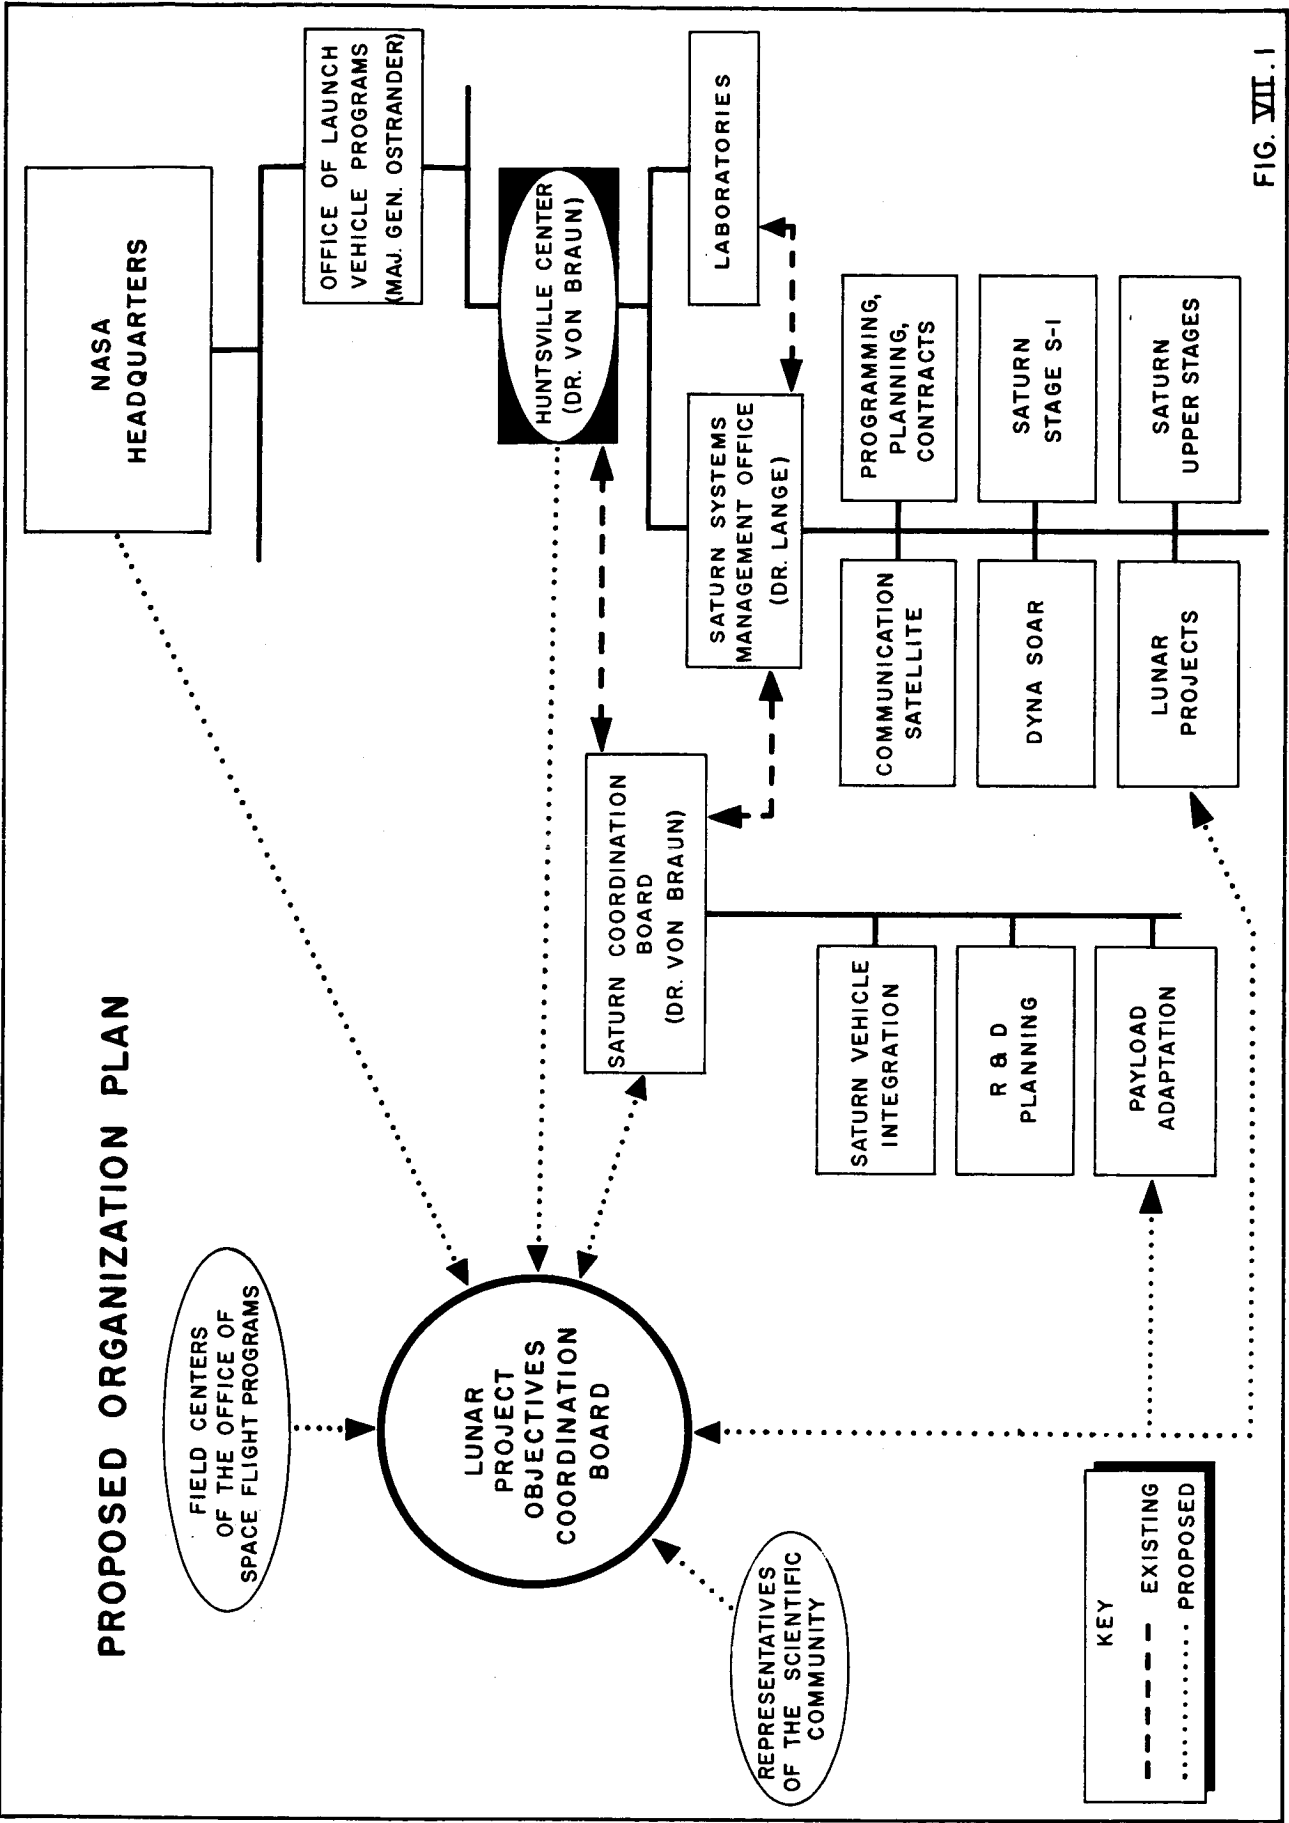 PROPOSED ORGANIZATION PLAN
NASA
HEADQUARTERS
OFFICE OF LAUNCH
VEHICLE PROGRAMS
(MAJ. GEN. OSTRANDER)
HUNTSVILLE CENTER
(DR. VON BRAUN)
FIELD CENTERS
OF THE OFFICE OF
SPACE FLIGHT PROGRAMS
LUNAR
PROJECT
OBJECTIVES
COORDINATION
BOARD
REPRESENTATIVES
OF THE SCIENTIFIC
COMMUNITY
SATURN COORDINATION
BOARD
(DR. VON BRAUN)
SATURN SYSTEMS
MANAGEMENT OFFICE
(DR. LANGE)
LABORATORIES
SATURN VEHICLE
INTEGRATION
R & D
PLANNING
PAYLOAD
ADAPTATION
COMMUNICATION
SATELLITE
DYNA SOAR
LUNAR
PROJECTS
PROGRAMMING,
PLANNING,
CONTRACTS
SATURN
STAGE S-I
SATURN
UPPER STAGES
KEY
EXISTING
PROPOSED
FIG. VII.1